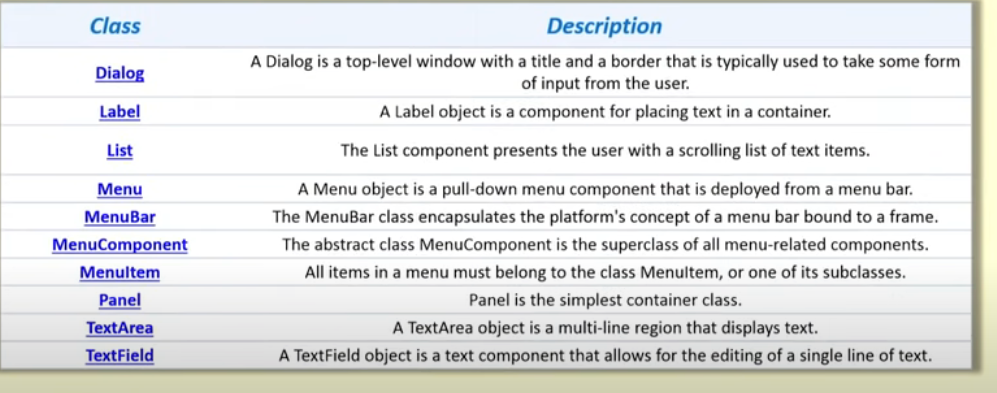 Class Description
Dialog A Dialog is a top-level window with a title and a border that is typically used to take some form
of input from the user.
Label A Label object is a component for placing text in a container.
List The List component presents the user with a scrolling list of text items.
Menu A Menu object is a pull-down menu component that is deployed from a menu bar.
MenuBar The MenuBar class encapsulates the platform's concept of a menu bar bound to a frame.
MenuComponent The abstract class MenuComponent is the superclass of all menu-related components.
MenuItem All items in a menu must belong to the class MenuItem, or one of its subclasses.
Panel Panel is the simplest container class.
TextArea A TextArea object is a multi-line region that displays text.
TextField A TextField object is a text component that allows for the editing of a single line of text.